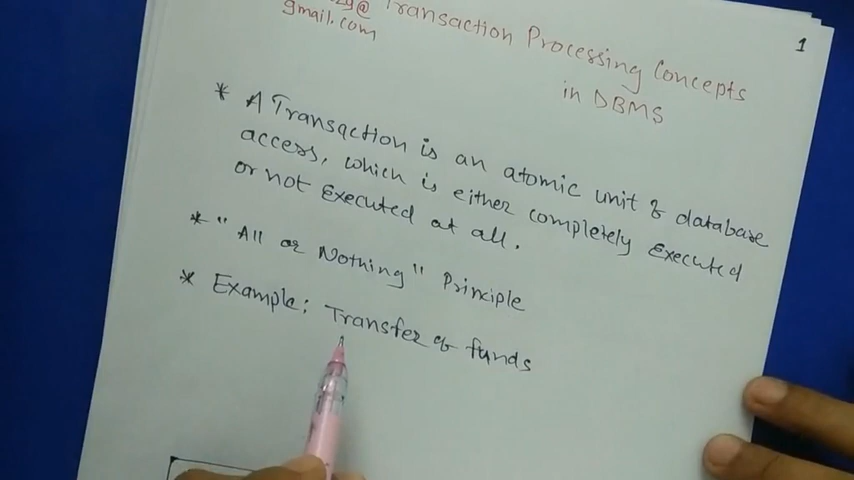 gmail.com
Transaction Processing Concepts
in DBMS
1
* A Transaction is an atomic unit of database
access, which is either completely executed
or not Executed at all.
* "All or Nothing" Principle
* Example: Transfer of funds